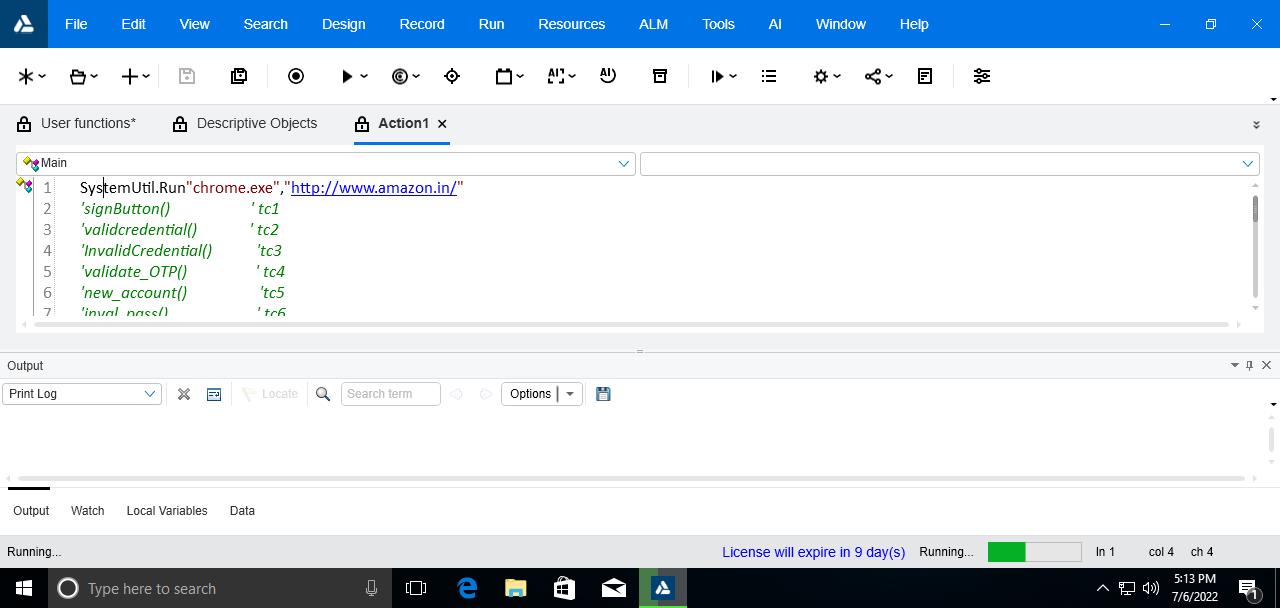 File Edit View Search Design Record Run Resources ALM Tools AI Window Help
User functions* Descriptive Objects Action1
Main
1 SystemUtil.Run"chrome.exe","http://www.amazon.in/"
2 'signButton() ' tc1
3 'validcredential() ' tc2
4 'InvalidCredential() 'tc3
5 'validate_OTP() ' tc4
6 'new_account() 'tc5
7 'inval_pass() ' tc6
Output
Print Log Locate Search term Options
Output Watch Local Variables Data
Running... License will expire in 9 day(s) Running... ln 1 col 4 ch 4
Type here to search
5:13 PM
7/6/2022
1